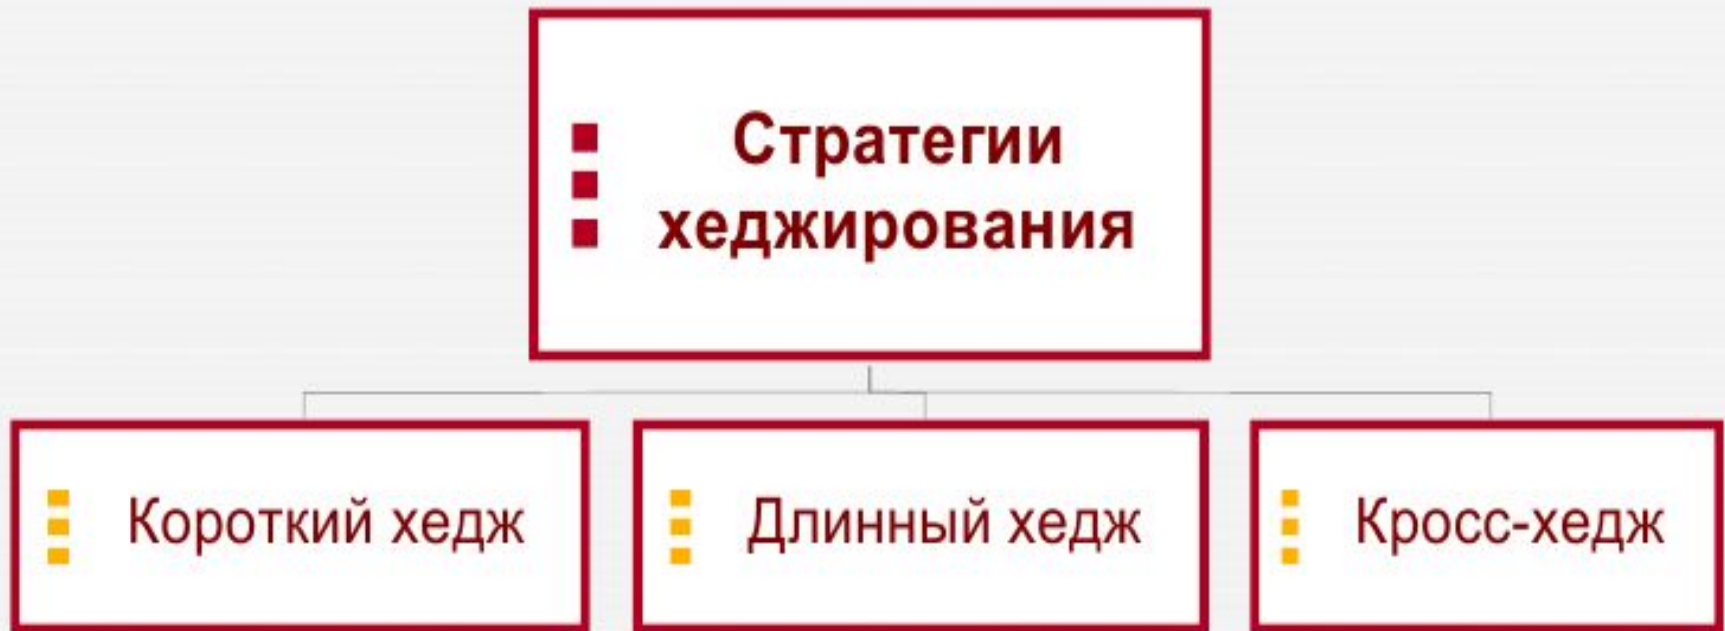 Стратегии
хеджирования
Короткий хедж
Длинный хедж
Кросс-хедж